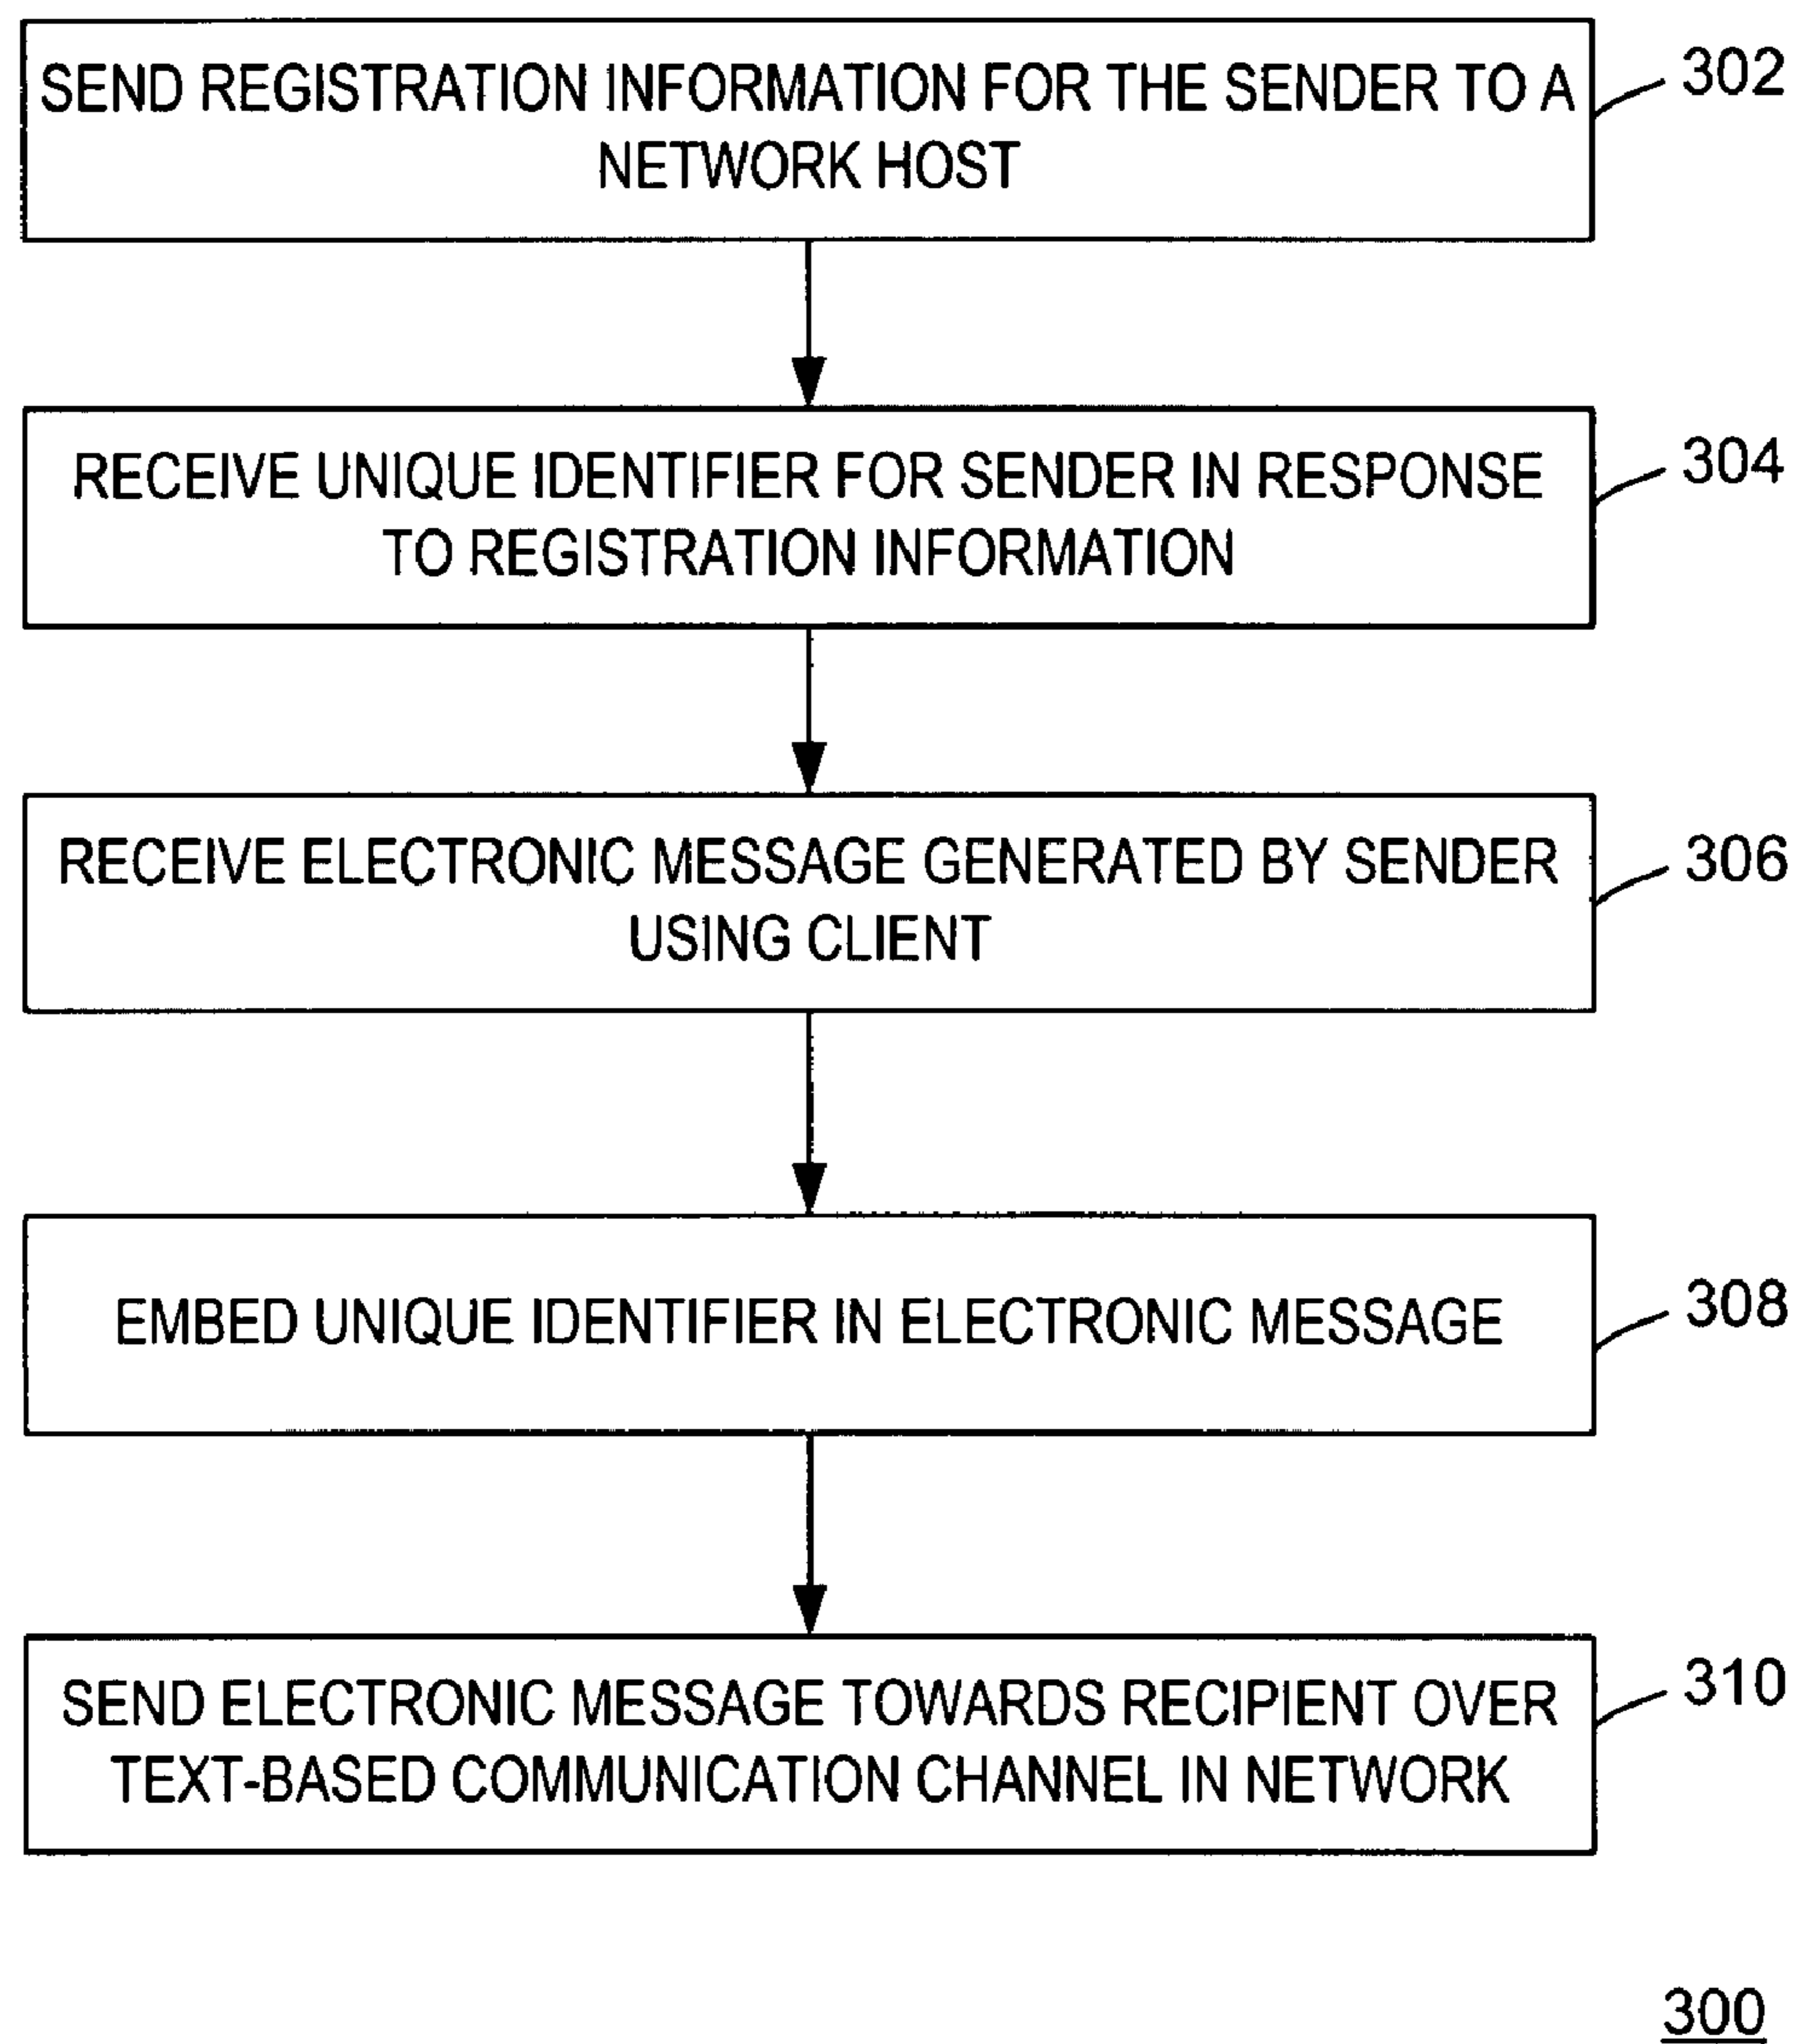 SEND REGISTRATION INFORMATION FOR THE SENDER TO A
NETWORK HOST
302
RECEIVE UNIQUE IDENTIFIER FOR SENDER IN RESPONSE
TO REGISTRATION INFORMATION
304
RECEIVE ELECTRONIC MESSAGE GENERATED BY SENDER
USING CLIENT
306
EMBED UNIQUE IDENTIFIER IN ELECTRONIC MESSAGE
308
SEND ELECTRONIC MESSAGE TOWARDS RECIPIENT OVER
TEXT-BASED COMMUNICATION CHANNEL IN NETWORK
310
300